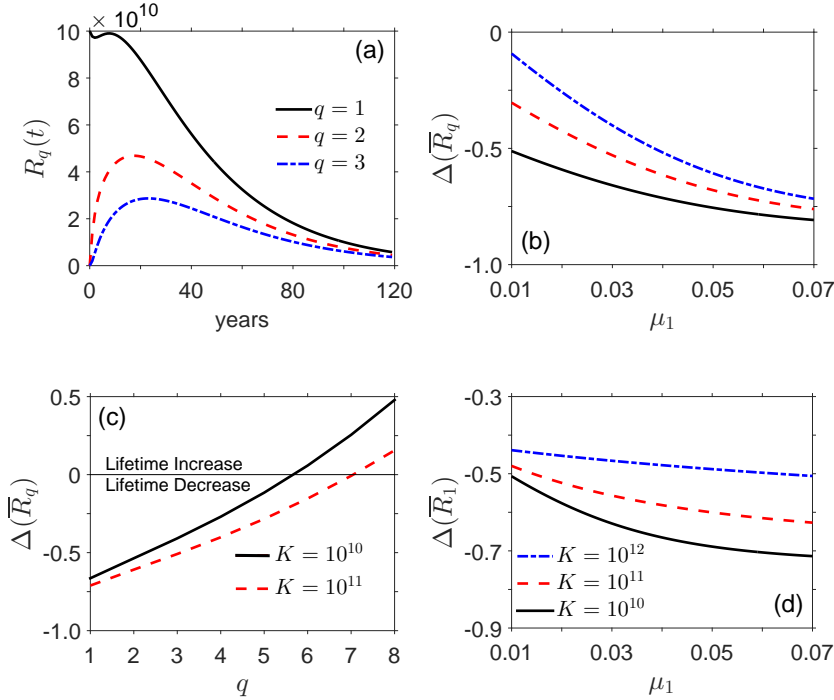 × 10^10
(a)
10
8
6
4
2
0
R_q(t)
q = 1
q = 2
q = 3
0 40 80 120
years
(b)
0
-0.5
-1.0
Δ(R̅_q)
0.01 0.03 0.05 0.07
μ_1
(c)
0.5
0
-0.5
-1.0
Δ(R̅_q)
Lifetime Increase
Lifetime Decrease
K = 10^10
K = 10^11
1 2 3 4 5 6 7 8
q
-0.3
-0.5
-0.7
-0.9
Δ(R̅_1)
K = 10^12
K = 10^11
K = 10^10
(d)
0.01 0.03 0.05 0.07
μ_1